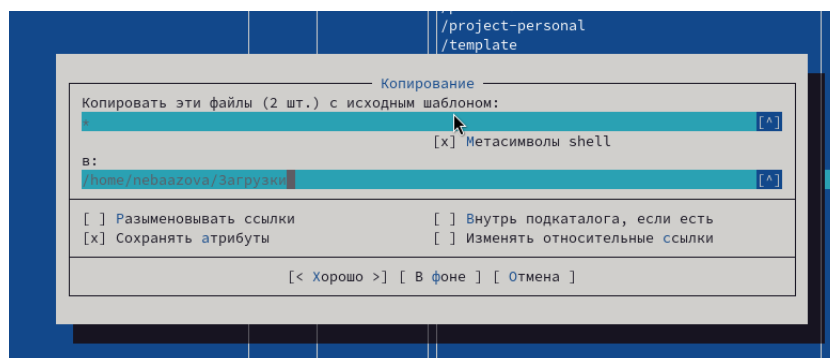 /project-personal
/template
Копирование
Копировать эти файлы (2 шт.) с исходным шаблоном:
* [^]
[x] Метасимволы shell
в:
/home/nebaazova/Загрузки [^]
[ ] Разыменовывать ссылки [ ] Внутрь подкаталога, если есть
[x] Сохранять атрибуты [ ] Изменять относительные ссылки
[< Хорошо >] [ В фоне ] [ Отмена ]